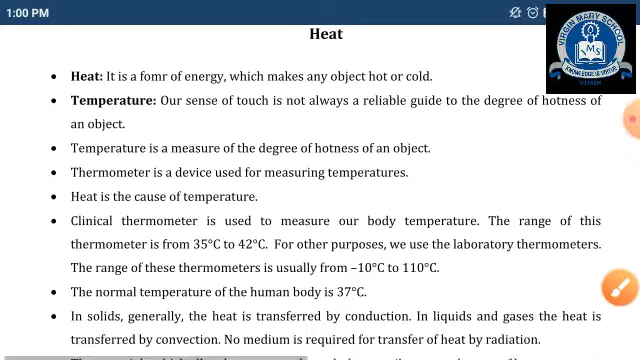 1:00 PM
VIRGIN MARY SCHOOL
VMS
KNOWLEDGE IS VIRTUE
UJJAIN
Heat
• Heat: It is a fomr of energy, which makes any object hot or cold.
• Temperature: Our sense of touch is not always a reliable guide to the degree of hotness of
an object.
• Temperature is a measure of the degree of hotness of an object.
• Thermometer is a device used for measuring temperatures.
• Heat is the cause of temperature.
• Clinical thermometer is used to measure our body temperature. The range of this
thermometer is from 35°C to 42°C. For other purposes, we use the laboratory thermometers.
The range of these thermometers is usually from –10°C to 110°C.
• The normal temperature of the human body is 37°C.
• In solids, generally, the heat is transferred by conduction. In liquids and gases the heat is
transferred by convection. No medium is required for transfer of heat by radiation.